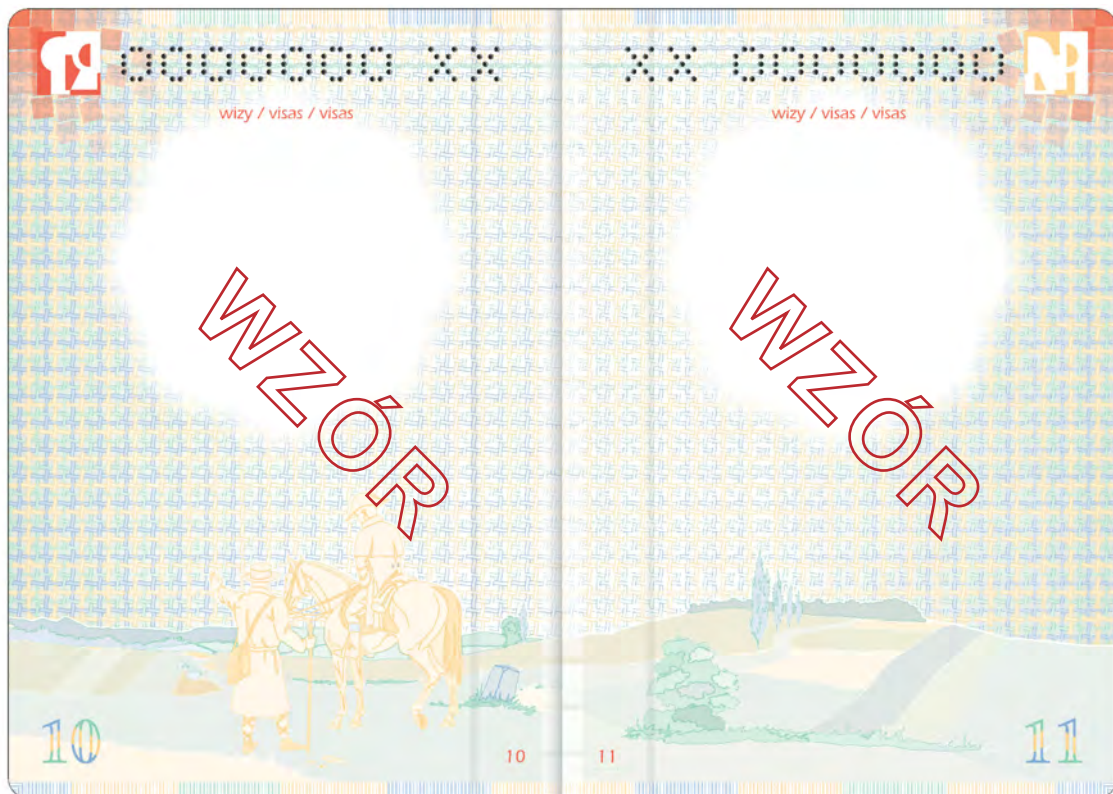 0000000 XX
wizy / visas / visas
WZÓR
10
10
XX 0000000
wizy / visas / visas
WZÓR
11
11